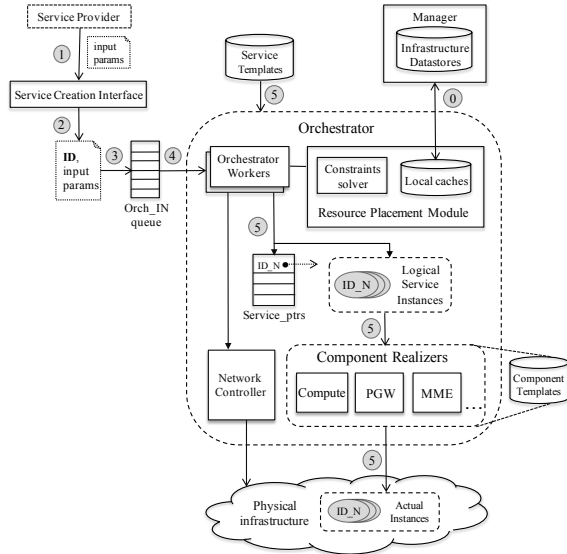 Service Provider
1
input
params
Service Creation Interface
2
ID,
input
params
3
Orch_IN
queue
4
Service
Templates
5
Manager
Infrastructure
Datastores
0
Orchestrator
Orchestrator
Workers
Constraints
solver
Local caches
Resource Placement Module
5
ID_N
Service_ptrs
ID_N
Logical
Service
Instances
5
Component Realizers
Compute
PGW
MME
...
Component
Templates
Network
Controller
5
Physical
infrastructure
ID_N
Actual
Instances